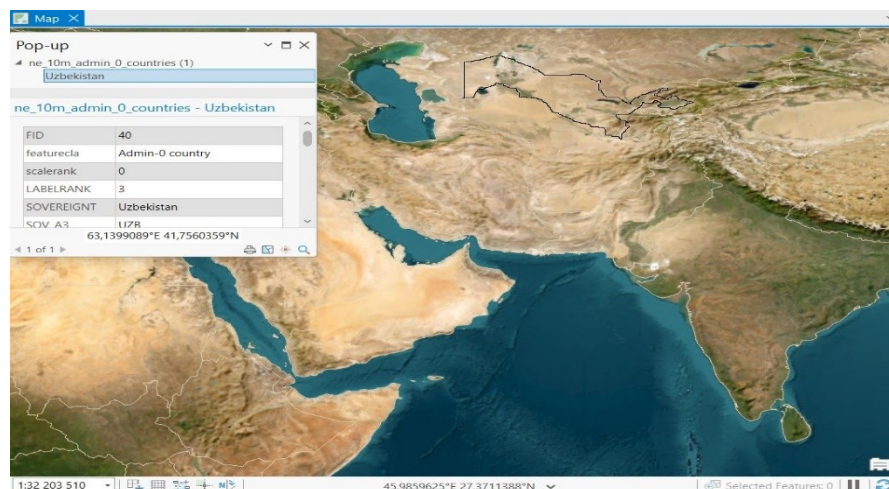 Map
Pop-up
ne_10m_admin_0_countries (1)
Uzbekistan
ne_10m_admin_0_countries - Uzbekistan
FID 40
featurecla Admin-0 country
scalerank 0
LABELRANK 3
SOVEREIGNT Uzbekistan
SOV_A3 UZB
63,1399089°E 41,7560359°N
1 of 1
1:32 203 510
45,9859625°E 27,3711388°N
Selected Features: 0